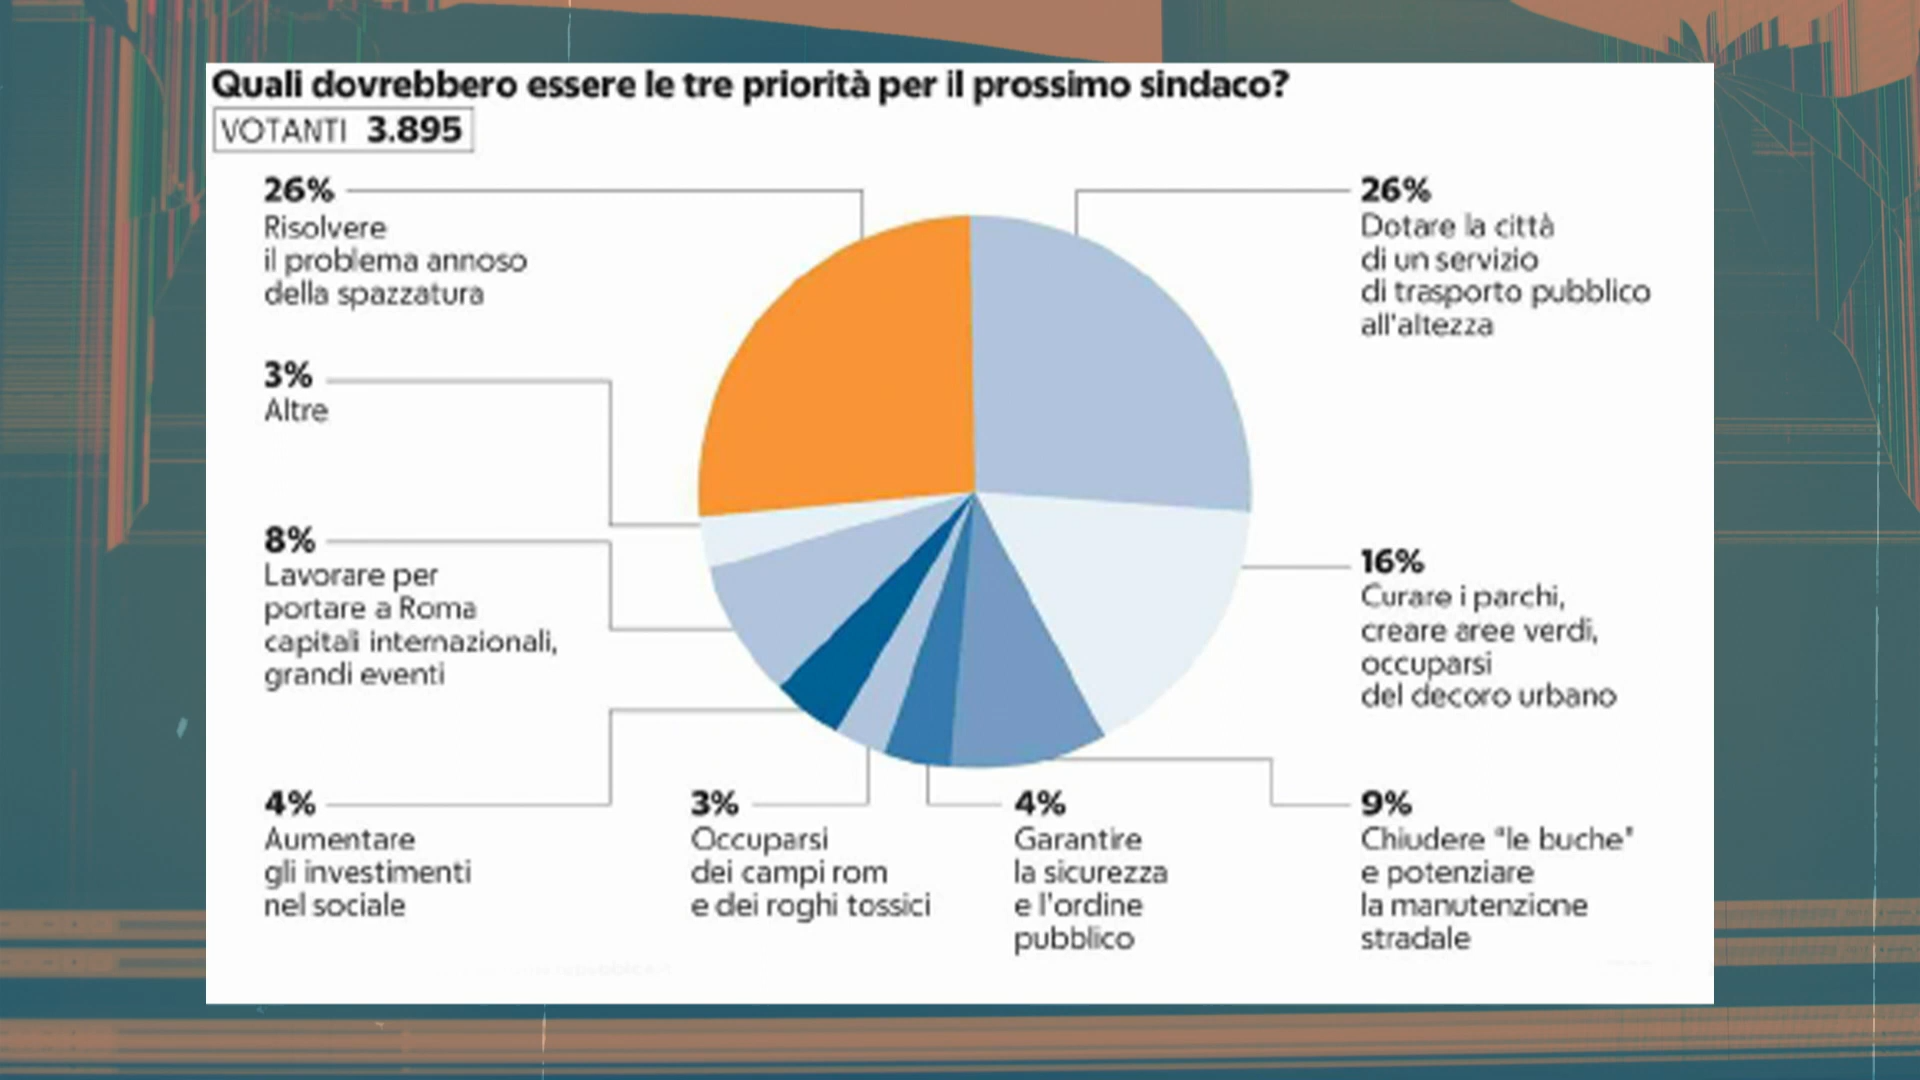 Quali dovrebbero essere le tre priorità per il prossimo sindaco?
VOTANTI 3.895
26%
Risolvere
il problema annoso
della spazzatura
3%
Altre
8%
Lavorare per
portare a Roma
capitali internazionali,
grandi eventi
4%
Aumentare
gli investimenti
nel sociale
3%
Occuparsi
dei campi rom
e dei roghi tossici
4%
Garantire
la sicurezza
e l'ordine
pubblico
26%
Dotare la città
di un servizio
di trasporto pubblico
all'altezza
16%
Curare i parchi,
creare aree verdi,
occuparsi
del decoro urbano
9%
Chiudere "le buche"
e potenziare
la manutenzione
stradale